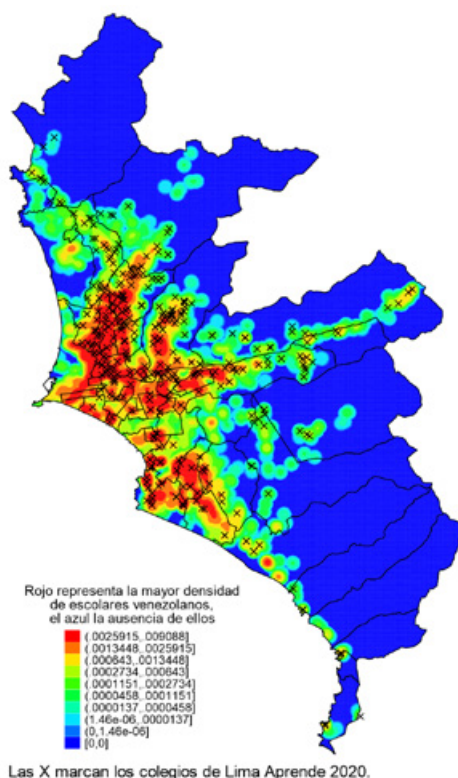 Rojo representa la mayor densidad
de escolares venezolanos,
el azul la ausencia de ellos
(.0025915,.009088]
(.0013448,.0025915]
(.000643,.0013448]
(.0002734,.000643]
(.0001151,.0002734]
(.0000458,.0001151]
(.0000137,.0000458]
(1.46e-06,.0000137]
(0,1.46e-06]
[0,0]
Las X marcan los colegios de Lima Aprende 2020.